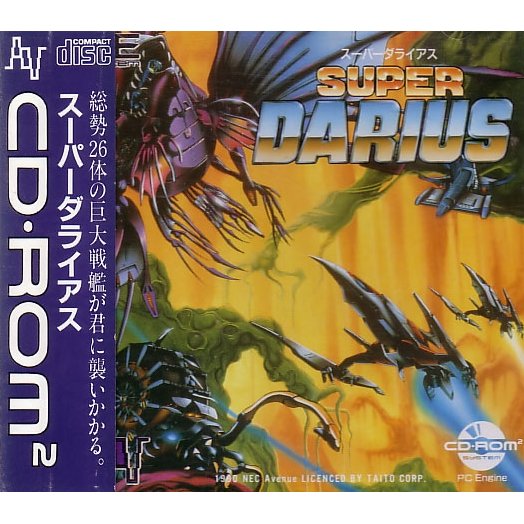 AV
COMPACT
disc
スーパーダライアス
CD-ROM²
総勢26体の巨大戦艦が君に襲いかかる。
スーパーダライアス
SUPER
DARIUS
CD-ROM²
SYSTEM
PC Engine
1990 NEC Avenue LICENCED BY TAITO CORP.